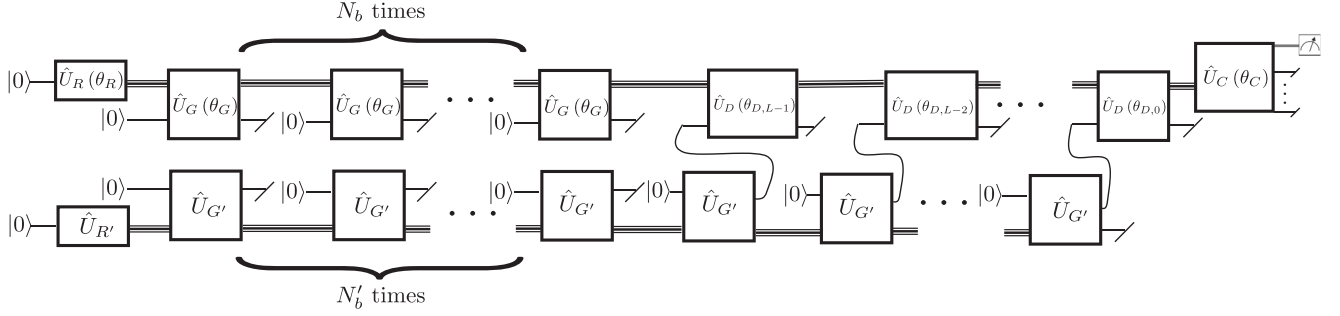 N_b times
|0⟩ Û_R (θ_R) Û_G (θ_G) Û_G (θ_G) · · · Û_G (θ_G) Û_D (θ_{D,L−1}) Û_D (θ_{D,L−2}) · · · Û_D (θ_{D,0}) Û_C (θ_C)
|0⟩ |0⟩ |0⟩
|0⟩ |0⟩ |0⟩ |0⟩ |0⟩ |0⟩
Û_{G'} Û_{G'} Û_{G'} Û_{G'} Û_{G'} · · · Û_{G'}
|0⟩ Û_{R'} · · ·
N'_b times